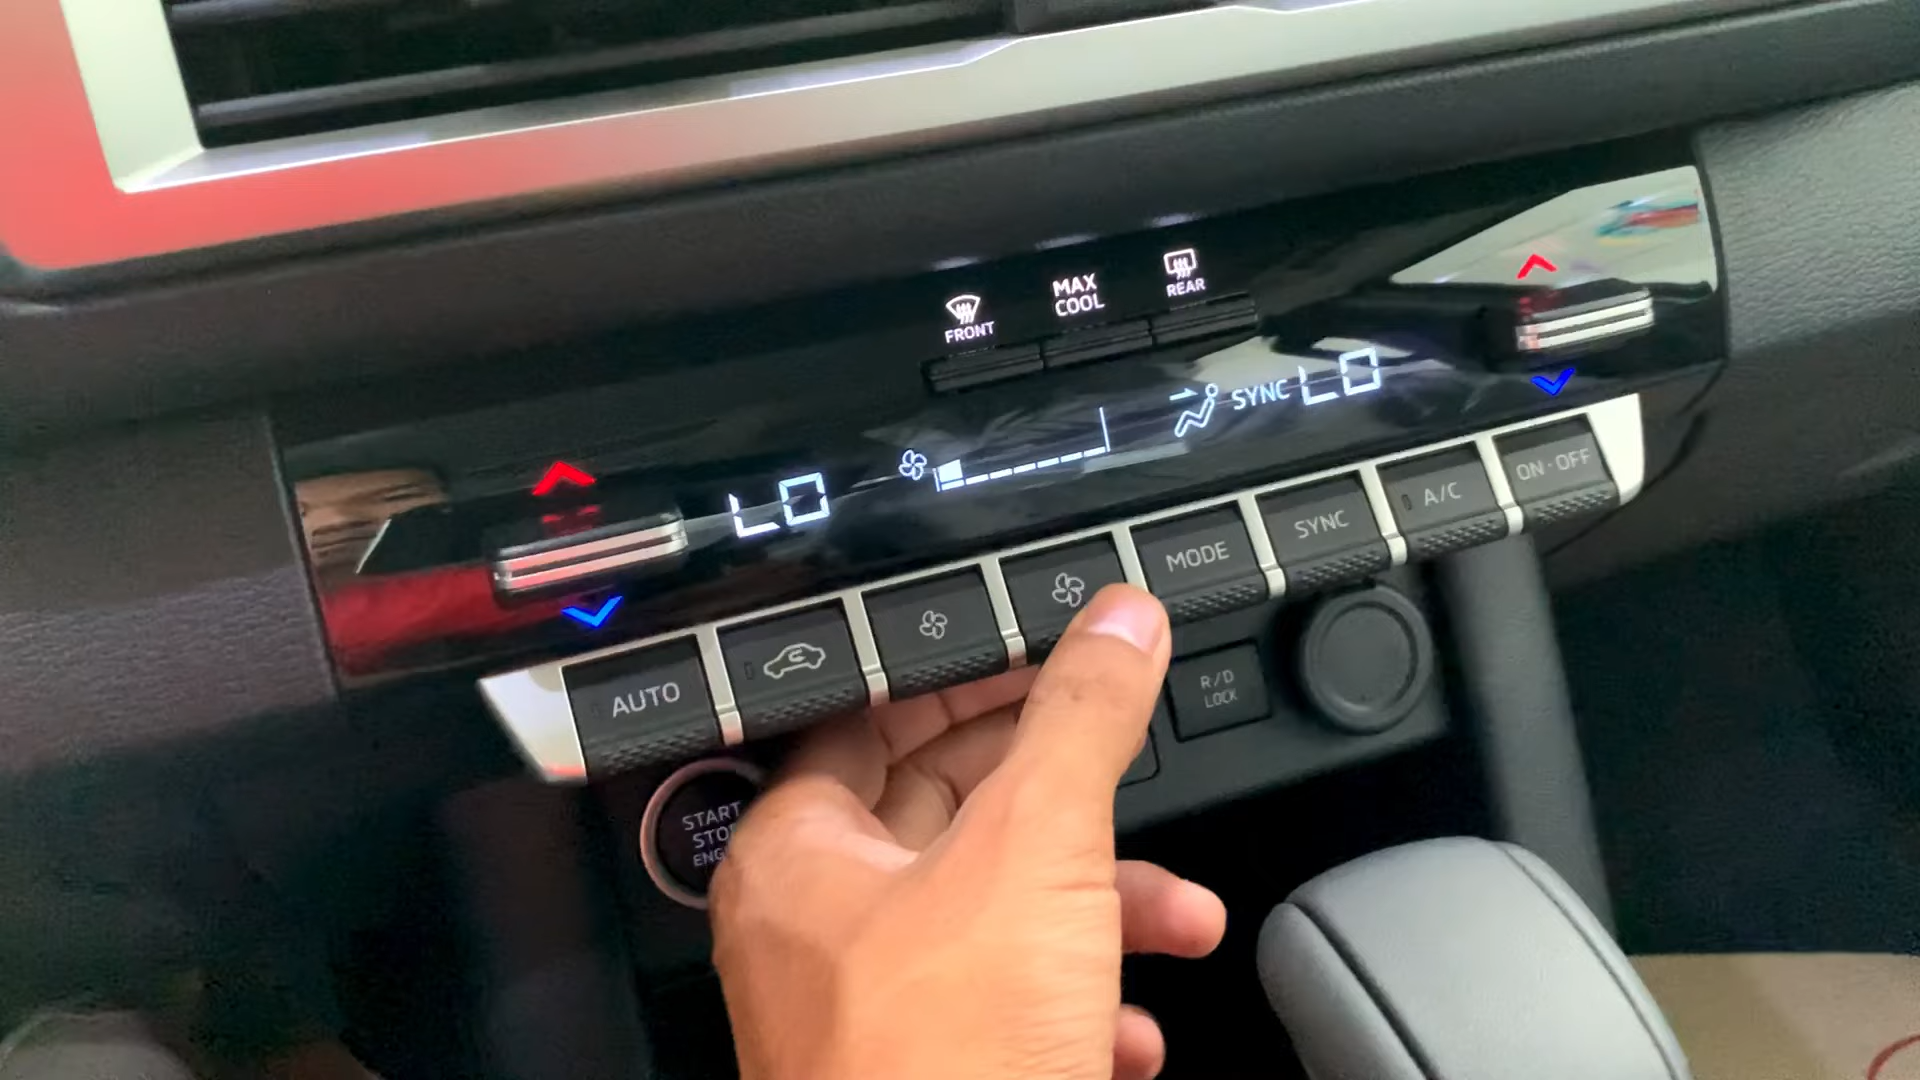 FRONT
MAX
COOL
REAR
LO
SYNC
LO
AUTO
MODE
SYNC
A/C
ON·OFF
R/D
LOCK
START